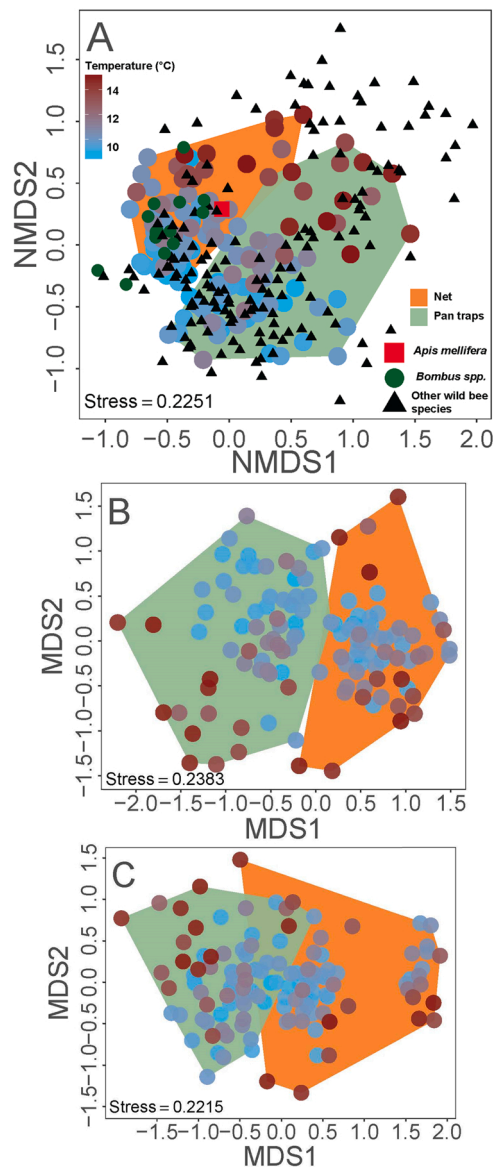 A
Temperature (°C)
14
12
10
NMDS2
1.5
1.0
0.5
0.0
−0.5
−1.0
Net
Pan traps
Apis mellifera
Bombus spp.
Other wild bee
species
Stress = 0.2251
−1.0 −0.5 0.0 0.5 1.0 1.5 2.0
NMDS1
B
MDS2
1.5
1.0
0.5
0.0
−0.5
−1.0
−1.5
Stress = 0.2383
−2.0 −1.5 −1.0 −0.5 0.0 0.5 1.0 1.5
MDS1
C
MDS2
1.5
1.0
0.5
0.0
−0.5
−1.0
−1.5
Stress = 0.2215
−1.5 −1.0 −0.5 0.0 0.5 1.0 1.5
MDS1